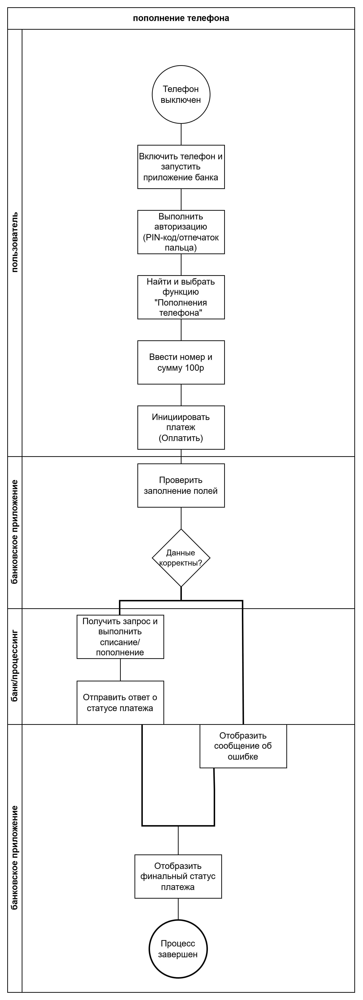 пополнение телефона
пользователь
Телефон
выключен
Включить телефон и
запустить
приложение банка
Выполнить
авторизацию
(PIN-код/отпечаток
пальца)
Найти и выбрать
функцию
"Пополнения
телефона"
Ввести номер и
сумму 100р
Инициировать
платеж
(Оплатить)
банковское приложение
Проверить
заполнение полей
Данные
корректны?
банк/процессинг
Получить запрос и
выполнить
списание/
пополнение
Отправить ответ о
статусе платежа
банковское приложение
Отобразить
сообщение об
ошибке
Отобразить
финальный статус
платежа
Процесс
завершен